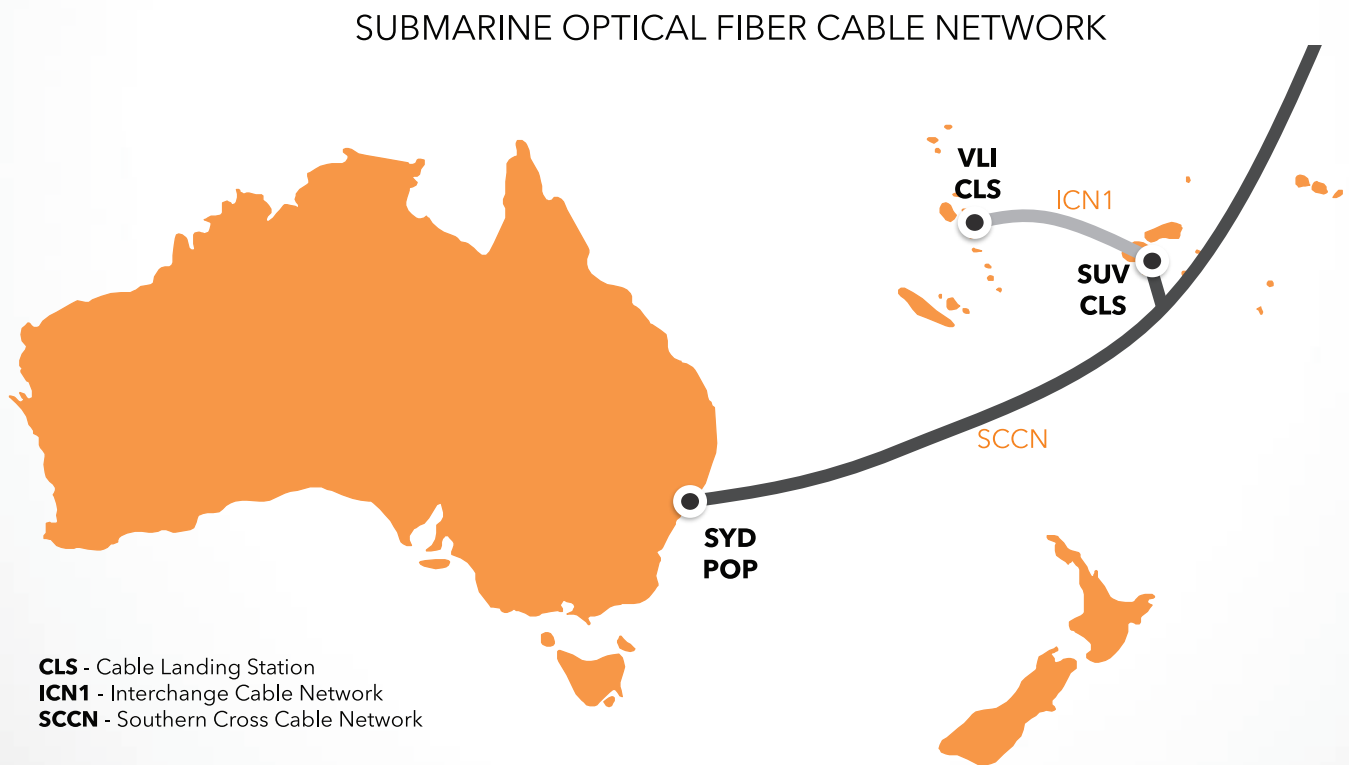 SUBMARINE OPTICAL FIBER CABLE NETWORK
VLI
CLS
ICN1
SUV
CLS
SCCN
SYD
POP
CLS - Cable Landing Station
ICN1 - Interchange Cable Network
SCCN - Southern Cross Cable Network